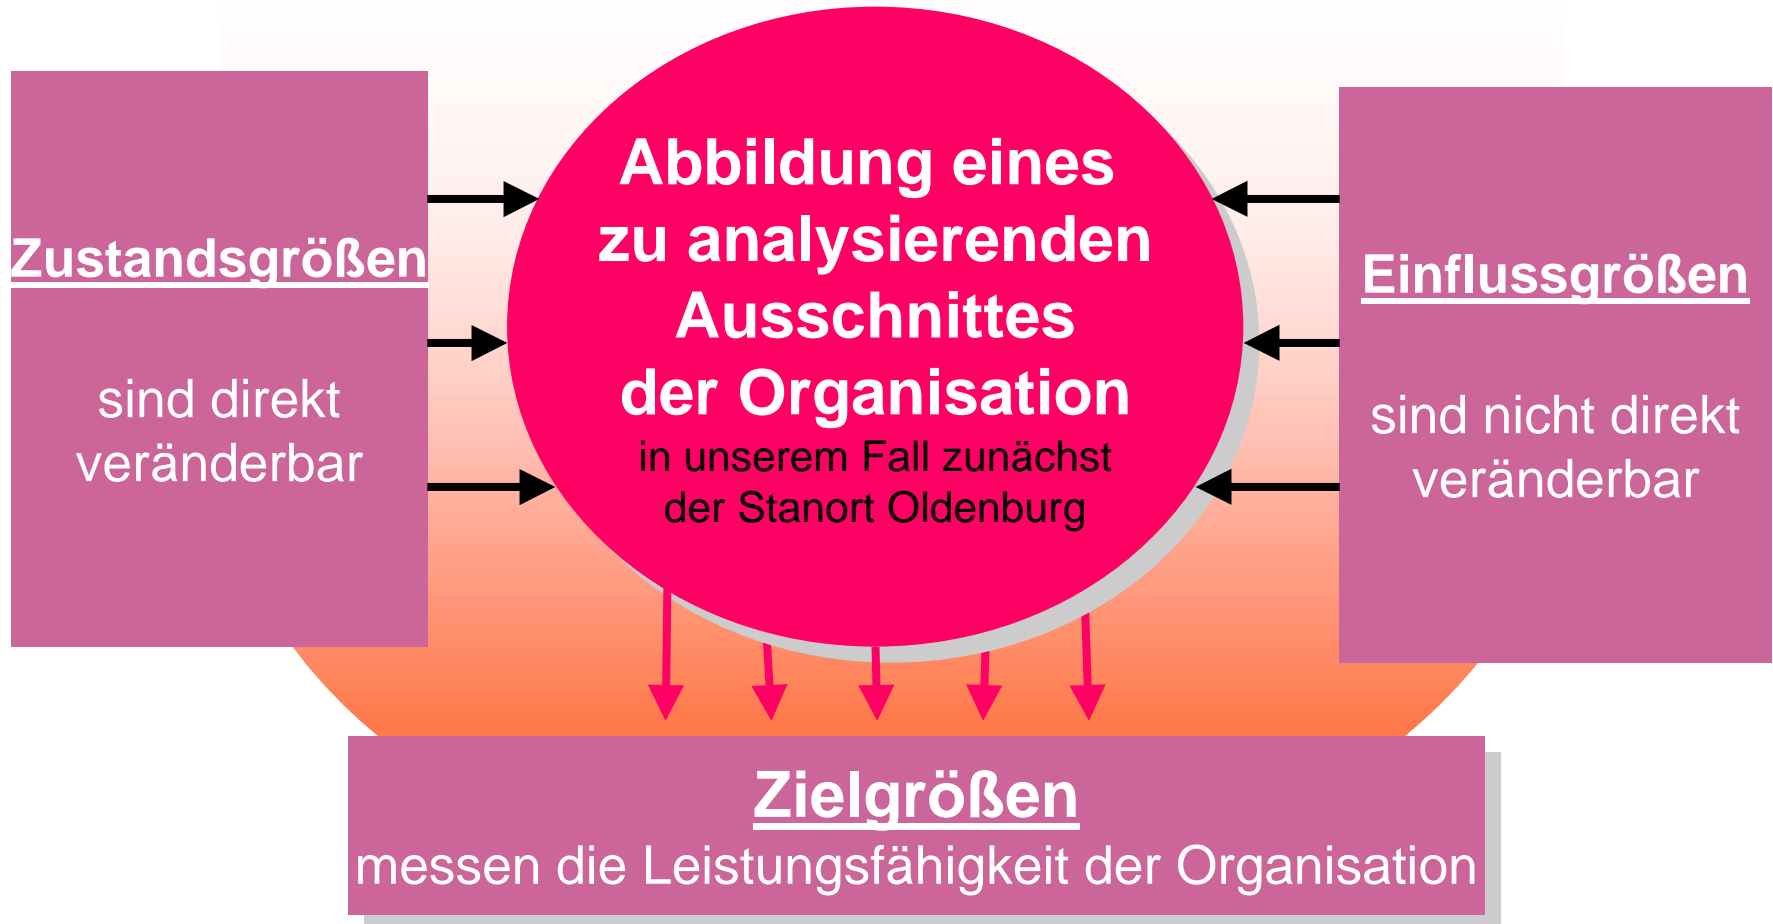 Zustandsgrößen
sind direkt
veränderbar
Abbildung eines
zu analysierenden
Ausschnittes
der Organisation
in unserem Fall zunächst
der Stanort Oldenburg
Einflussgrößen
sind nicht direkt
veränderbar
Zielgrößen
messen die Leistungsfähigkeit der Organisation